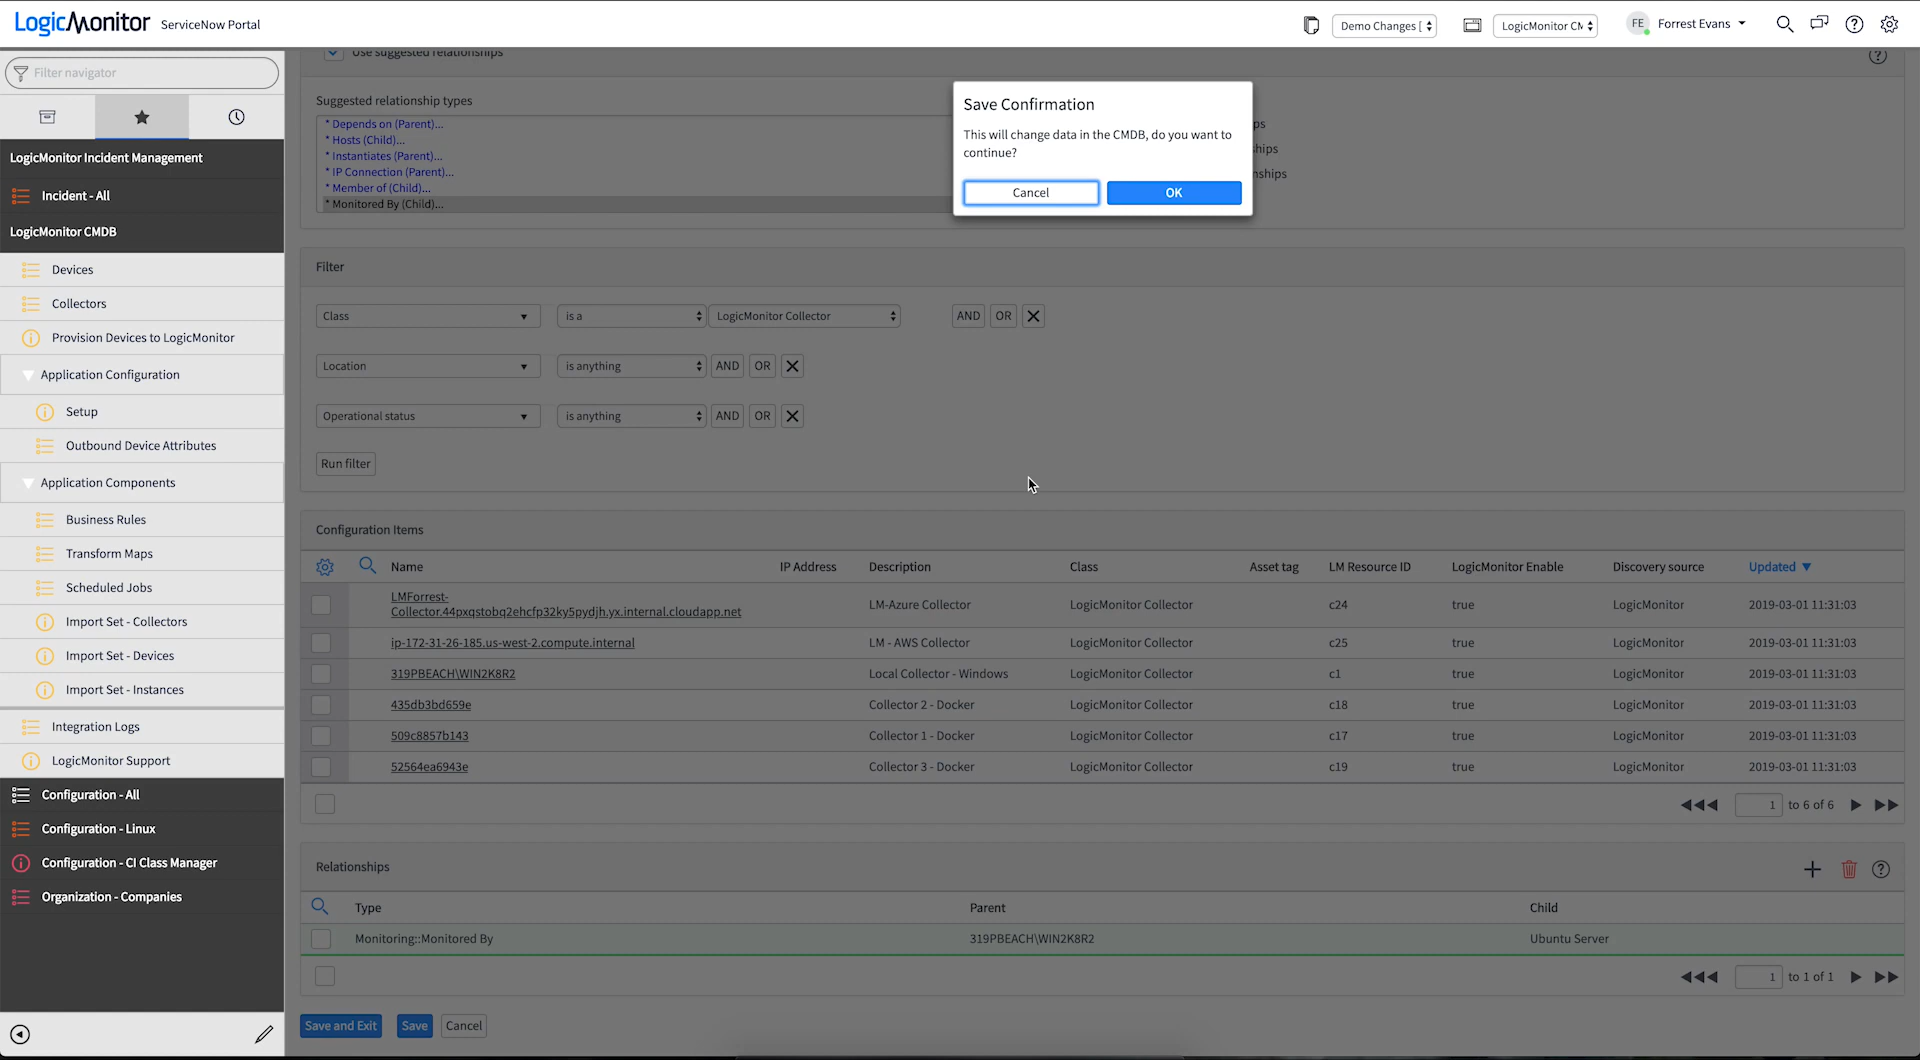 LogicMonitor ServiceNow Portal
Demo Changes [
LogicMonitor CM
FE Forrest Evans
Filter navigator
LogicMonitor Incident Management
Incident - All
LogicMonitor CMDB
Devices
Collectors
Provision Devices to LogicMonitor
Application Configuration
Setup
Outbound Device Attributes
Application Components
Business Rules
Transform Maps
Scheduled Jobs
Import Set - Collectors
Import Set - Devices
Import Set - Instances
Integration Logs
LogicMonitor Support
Configuration - All
Configuration - Linux
Configuration - CI Class Manager
Organization - Companies
Use suggested relationships
Suggested relationship types
* Depends on (Parent)...
* Hosts (Child)...
* Instantiates (Parent)...
* IP Connection (Parent)...
* Member of (Child)...
* Monitored By (Child)...
ps
ships
nships
Save Confirmation
This will change data in the CMDB, do you want to
continue?
Cancel OK
Filter
Class is a LogicMonitor Collector AND OR
Location is anything AND OR
Operational status is anything AND OR
Run filter
Configuration Items
Name IP Address Description Class Asset tag LM Resource ID LogicMonitor Enable Discovery source Updated
LMForrest-
Collector.44pxqstobq2ehcfp32ky5pydjh.yx.internal.cloudapp.net LM-Azure Collector LogicMonitor Collector c24 true LogicMonitor 2019-03-01 11:31:03
ip-172-31-26-185.us-west-2.compute.internal LM - AWS Collector LogicMonitor Collector c25 true LogicMonitor 2019-03-01 11:31:03
319PBEACH\WIN2K8R2 Local Collector - Windows LogicMonitor Collector c1 true LogicMonitor 2019-03-01 11:31:03
435db3bd659e Collector 2 - Docker LogicMonitor Collector c18 true LogicMonitor 2019-03-01 11:31:03
509c8857b143 Collector 1 - Docker LogicMonitor Collector c17 true LogicMonitor 2019-03-01 11:31:03
52564ea6943e Collector 3 - Docker LogicMonitor Collector c19 true LogicMonitor 2019-03-01 11:31:03
1 to 6 of 6
Relationships
Type Parent Child
Monitoring::Monitored By 319PBEACH\WIN2K8R2 Ubuntu Server
1 to 1 of 1
Save and Exit Save Cancel